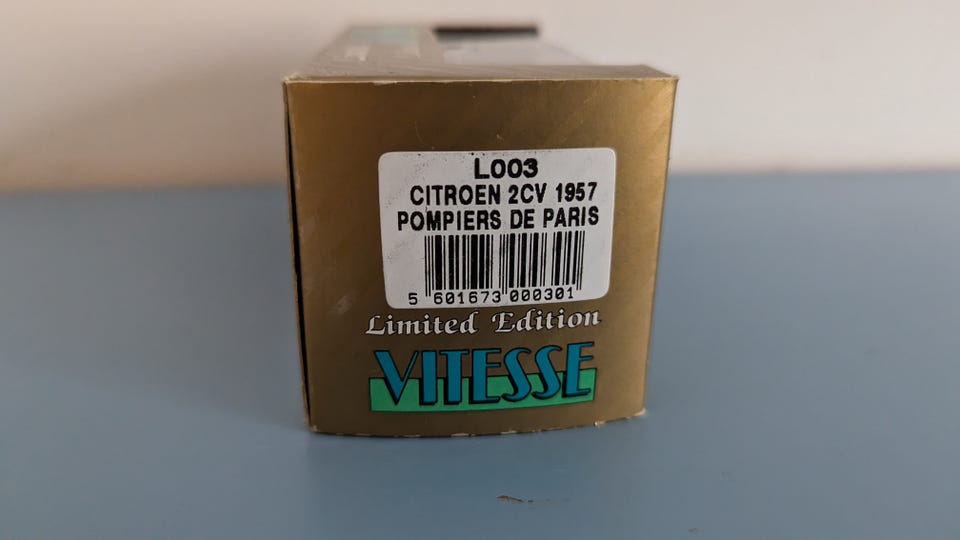 L003
CITROEN 2CV 1957
POMPIERS DE PARIS
5 601673 000301
Limited Edition
VITESSE